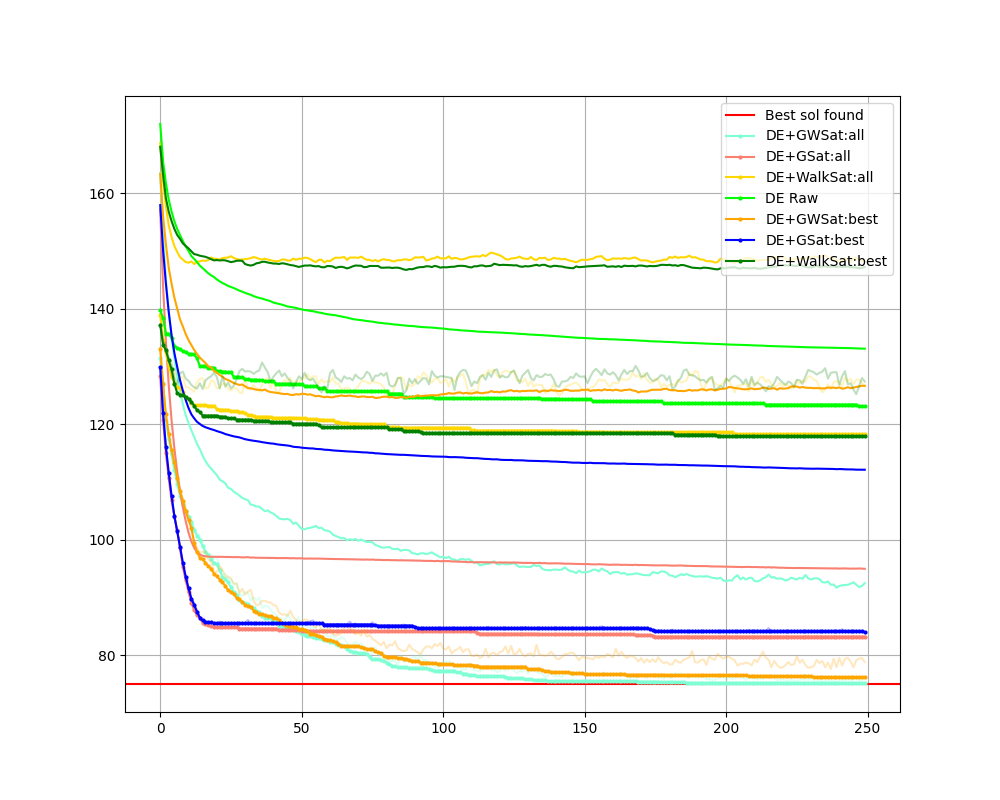 Best sol found
DE+GWSat:all
DE+GSat:all
DE+WalkSat:all
DE Raw
DE+GWSat:best
DE+GSat:best
DE+WalkSat:best
160
140
120
100
80
0 50 100 150 200 250